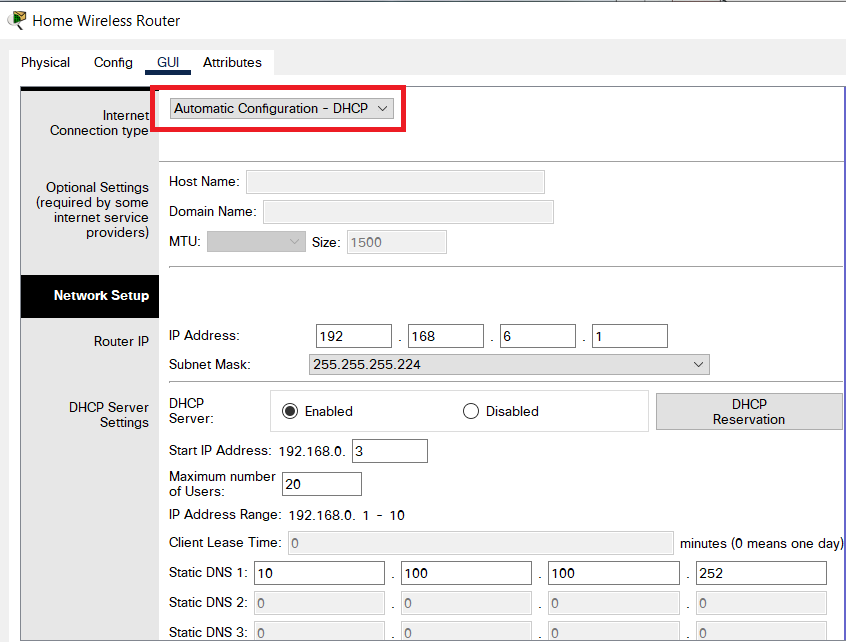 Home Wireless Router
Physical Config GUI Attributes
Internet Connection type
Automatic Configuration - DHCP
Optional Settings
(required by some
internet service
providers)
Host Name:
Domain Name:
MTU: Size: 1500
Network Setup
Router IP
IP Address: 192 . 168 . 6 . 1
Subnet Mask: 255.255.255.224
DHCP Server
Settings
DHCP
Server:
Enabled Disabled
DHCP
Reservation
Start IP Address: 192.168.0. 3
Maximum number
of Users:
20
IP Address Range: 192.168.0. 1 - 10
Client Lease Time: 0 minutes (0 means one day)
Static DNS 1: 10 . 100 . 100 . 252
Static DNS 2: 0 . 0 . 0 . 0
Static DNS 3: 0 . 0 . 0 . 0